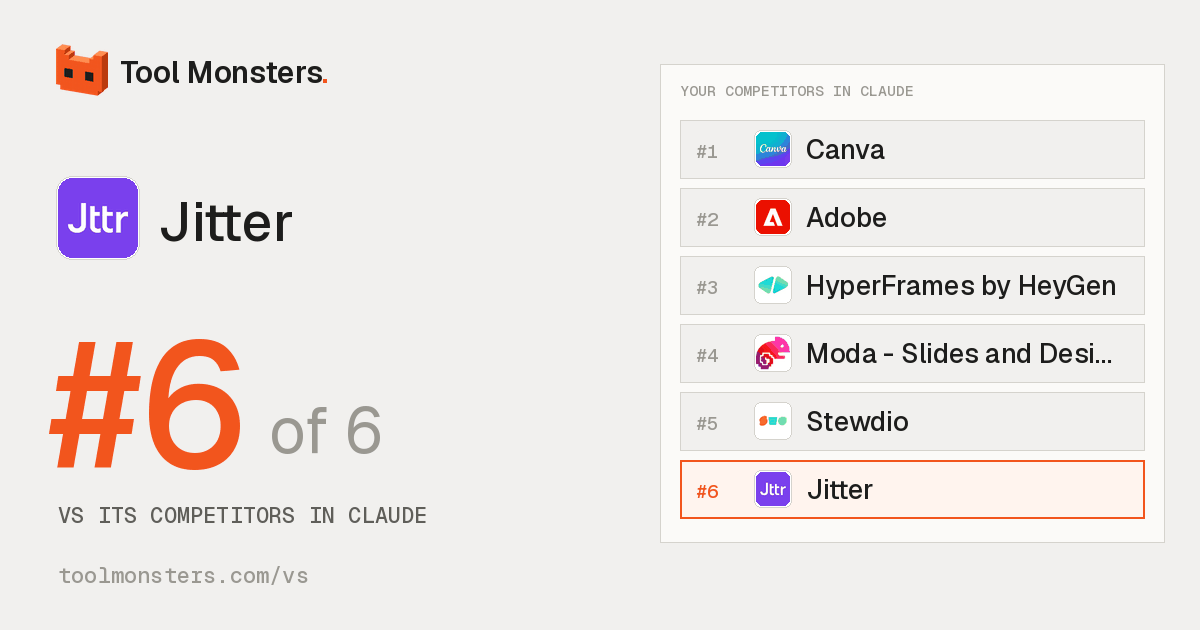 Tool Monsters.
Jttr
Jitter
#6 of 6
VS ITS COMPETITORS IN CLAUDE
toolmonsters.com/vs
YOUR COMPETITORS IN CLAUDE
#1 Canva Canva
#2 Adobe
#3 HyperFrames by HeyGen
#4 Moda - Slides and Desi...
#5 Stewdio
#6 Jttr Jitter